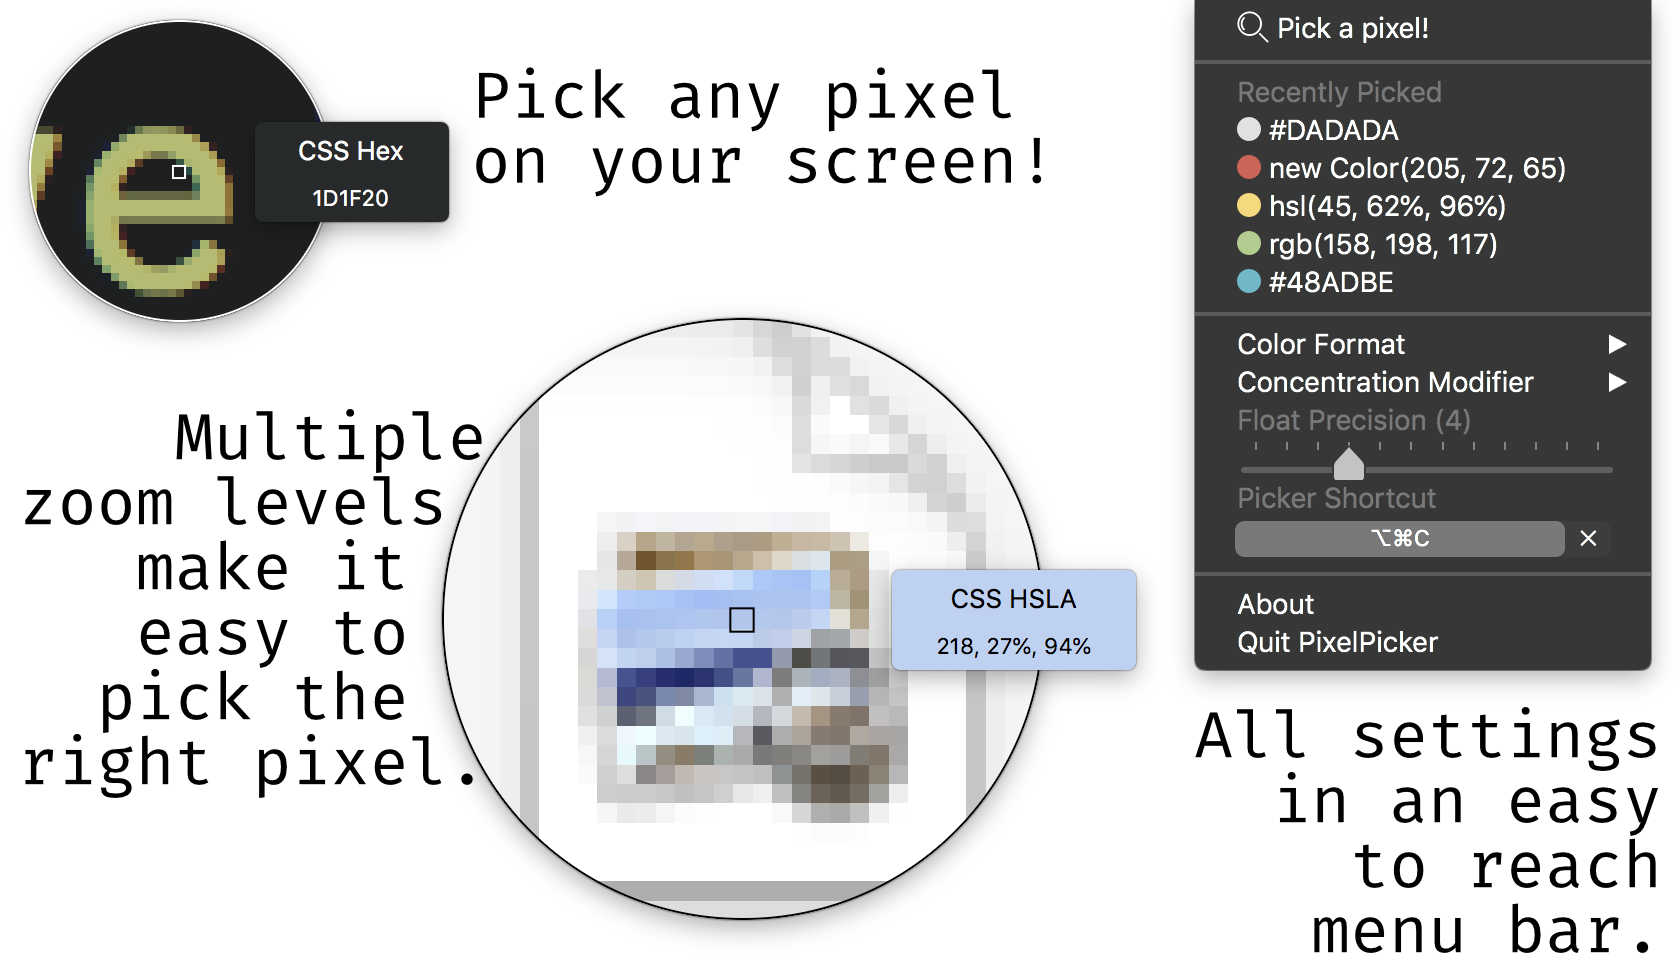 CSS Hex
1D1F20
Pick any pixel
on your screen!
Multiple
zoom levels
make it
easy to
pick the
right pixel.
CSS HSLA
218, 27%, 94%
Pick a pixel!
Recently Picked
#DADADA
new Color(205, 72, 65)
hsl(45, 62%, 96%)
rgb(158, 198, 117)
#48ADBE
Color Format
Concentration Modifier
Float Precision (4)
Picker Shortcut
⌥⌘C
About
Quit PixelPicker
All settings
in an easy
to reach
menu bar.
e